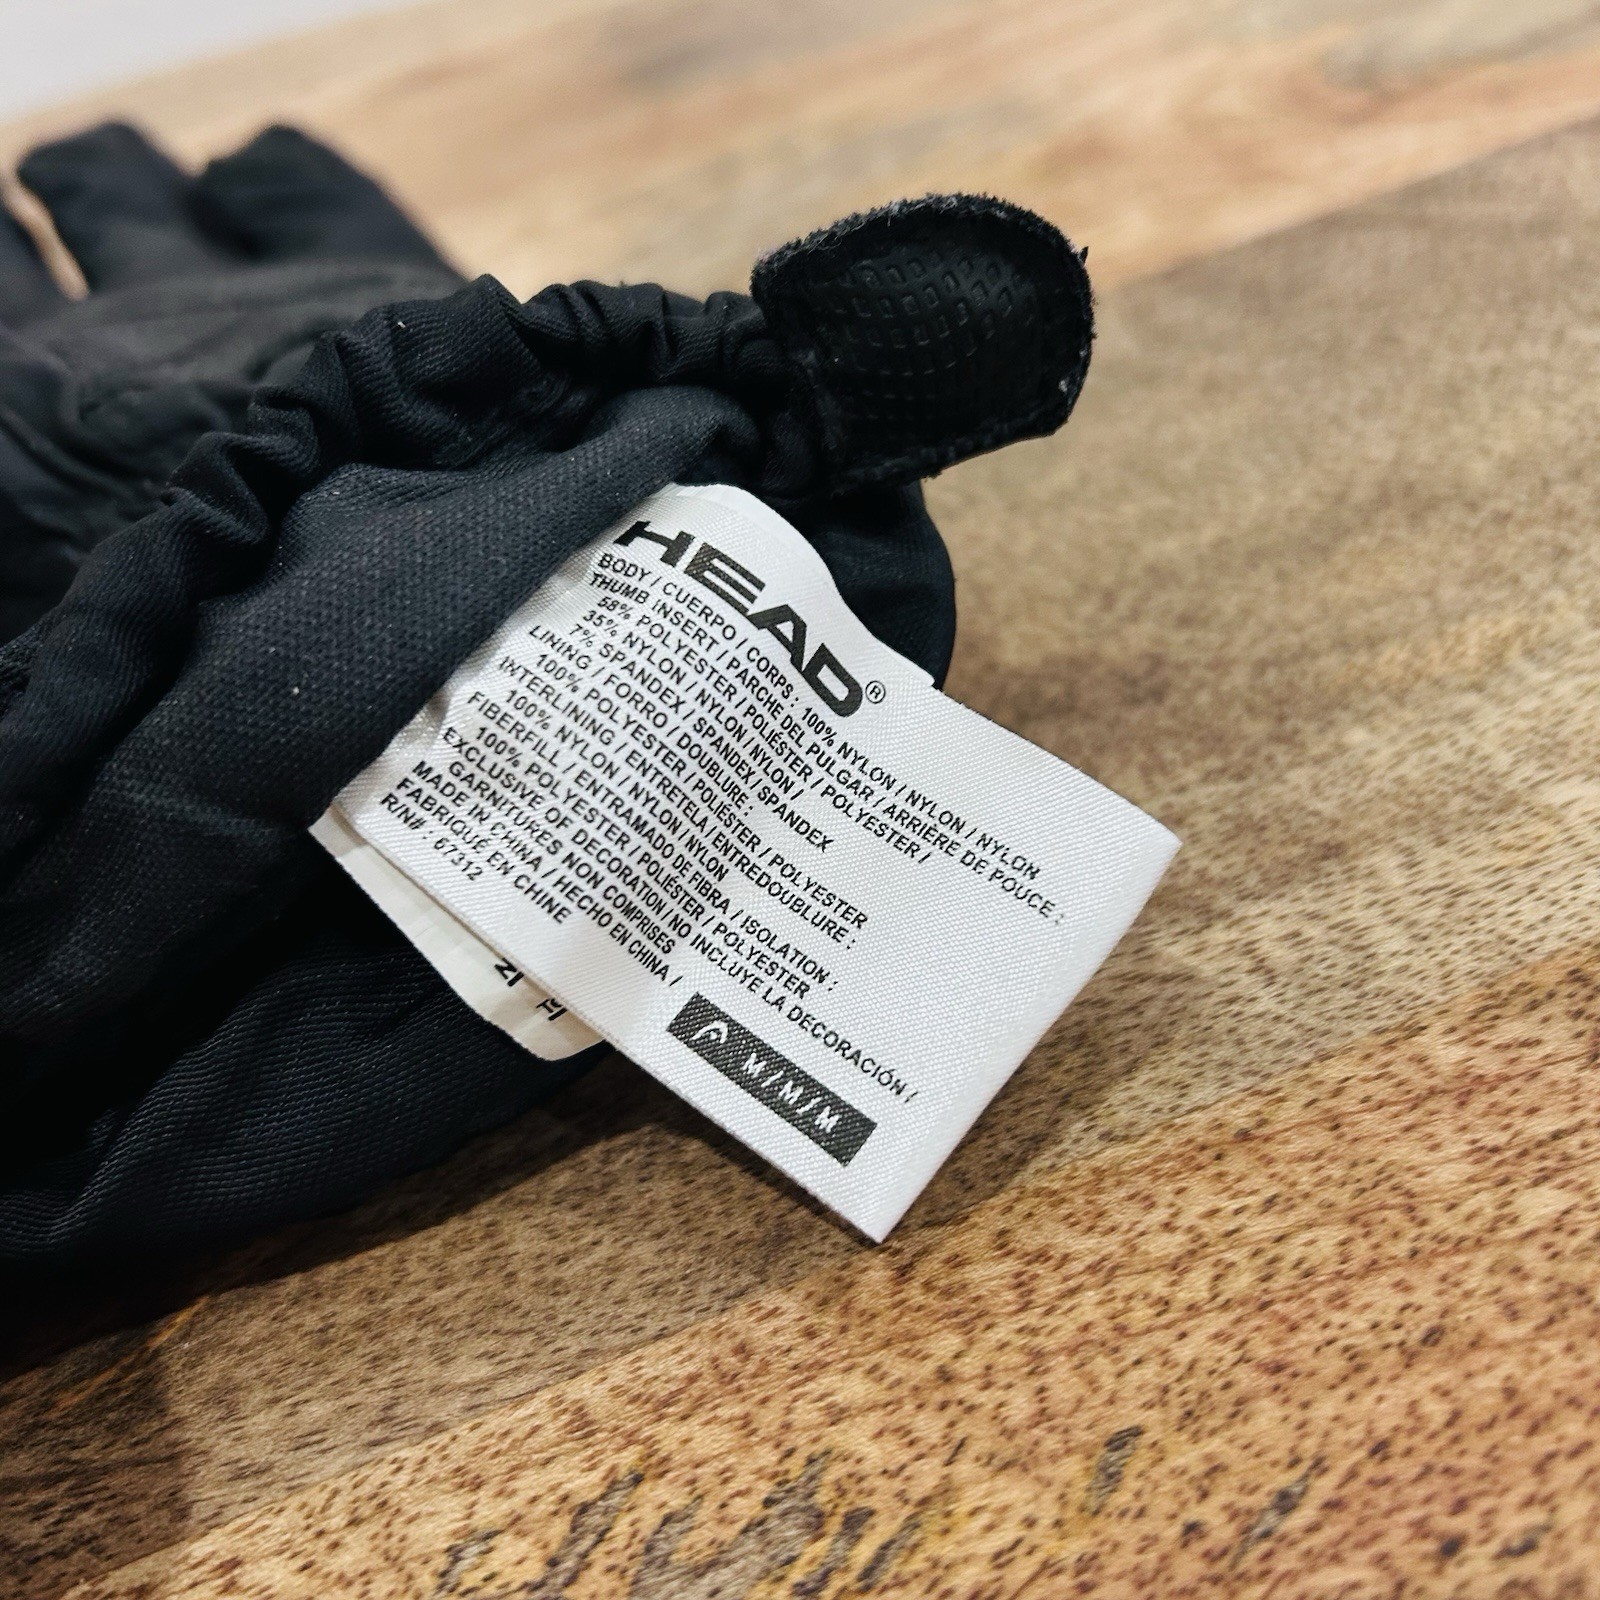 HEAD®
BODY / CUERPO / CORPS : 100% NYLON / NYLON / NYLON
THUMB INSERT / PARCHE DEL PULGAR / ARRIÈRE DE POUCE :
58% POLYESTER / POLIÉSTER / POLYESTER /
35% NYLON / NYLON / NYLON /
7% SPANDEX / SPANDEX / SPANDEX
LINING / FORRO / DOUBLURE :
100% POLYESTER / POLIÉSTER / POLYESTER
INTERLINING / ENTRETELA / ENTREDOUBLURE :
100% NYLON / NYLON / NYLON
FIBERFILL / ENTRAMADO DE FIBRA / ISOLATION :
100% POLYESTER / POLIÉSTER / POLYESTER
EXCLUSIVE OF DECORATION / NO INCLUYE LA DECORACIÓN /
GARNITURES NON COMPRISES
MADE IN CHINA / HECHO EN CHINA /
FABRIQUÉ EN CHINE
R/N# : 67312
M / M / M